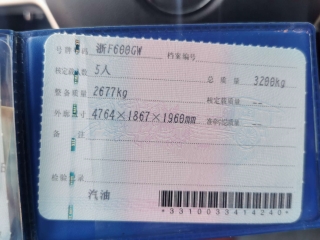 号牌号码 浙F600GW 档案编号
核定载人数 5人 总质量 3200kg
整备质量 2677kg 核定载质量 --
外廓尺寸 4764×1867×1960mm 准牵引总质量 --
备注
检验记录
汽油
*3310033414240*